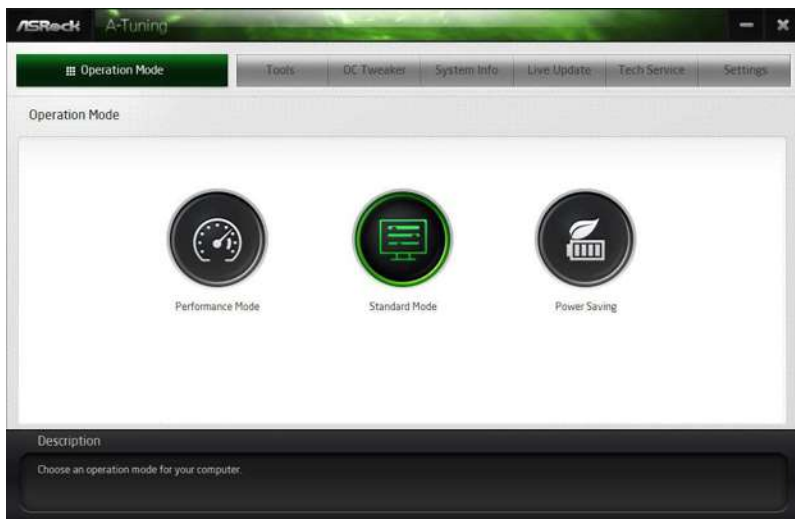 ASRock A-Tuning
Operation Mode Tools OC Tweaker System Info Live Update Tech Service Settings
Operation Mode
Performance Mode Standard Mode Power Saving
Description
Choose an operation mode for your computer.